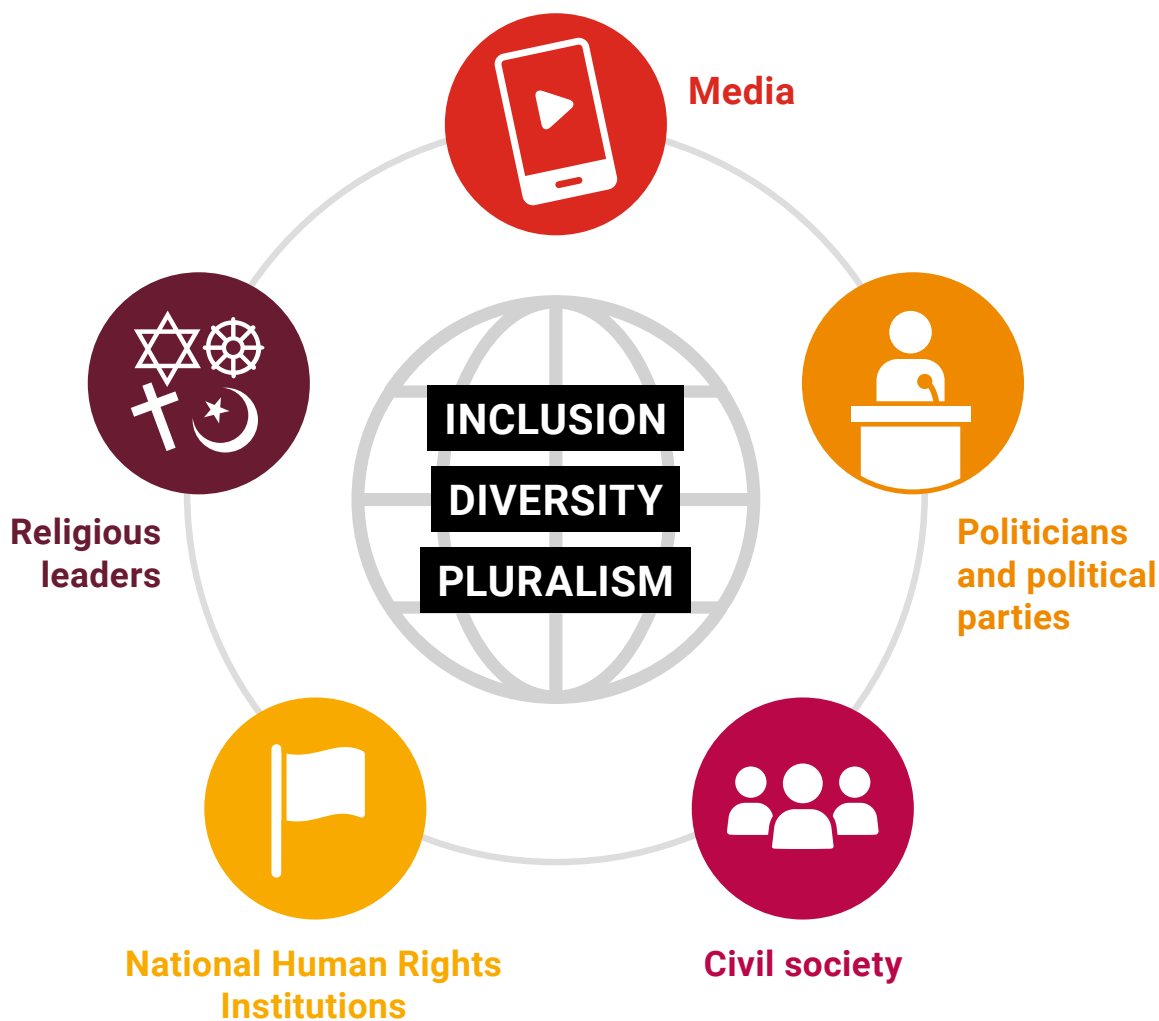 Media
INCLUSION
DIVERSITY
PLURALISM
Religious
leaders
Politicians
and political
parties
National Human Rights
Institutions
Civil society